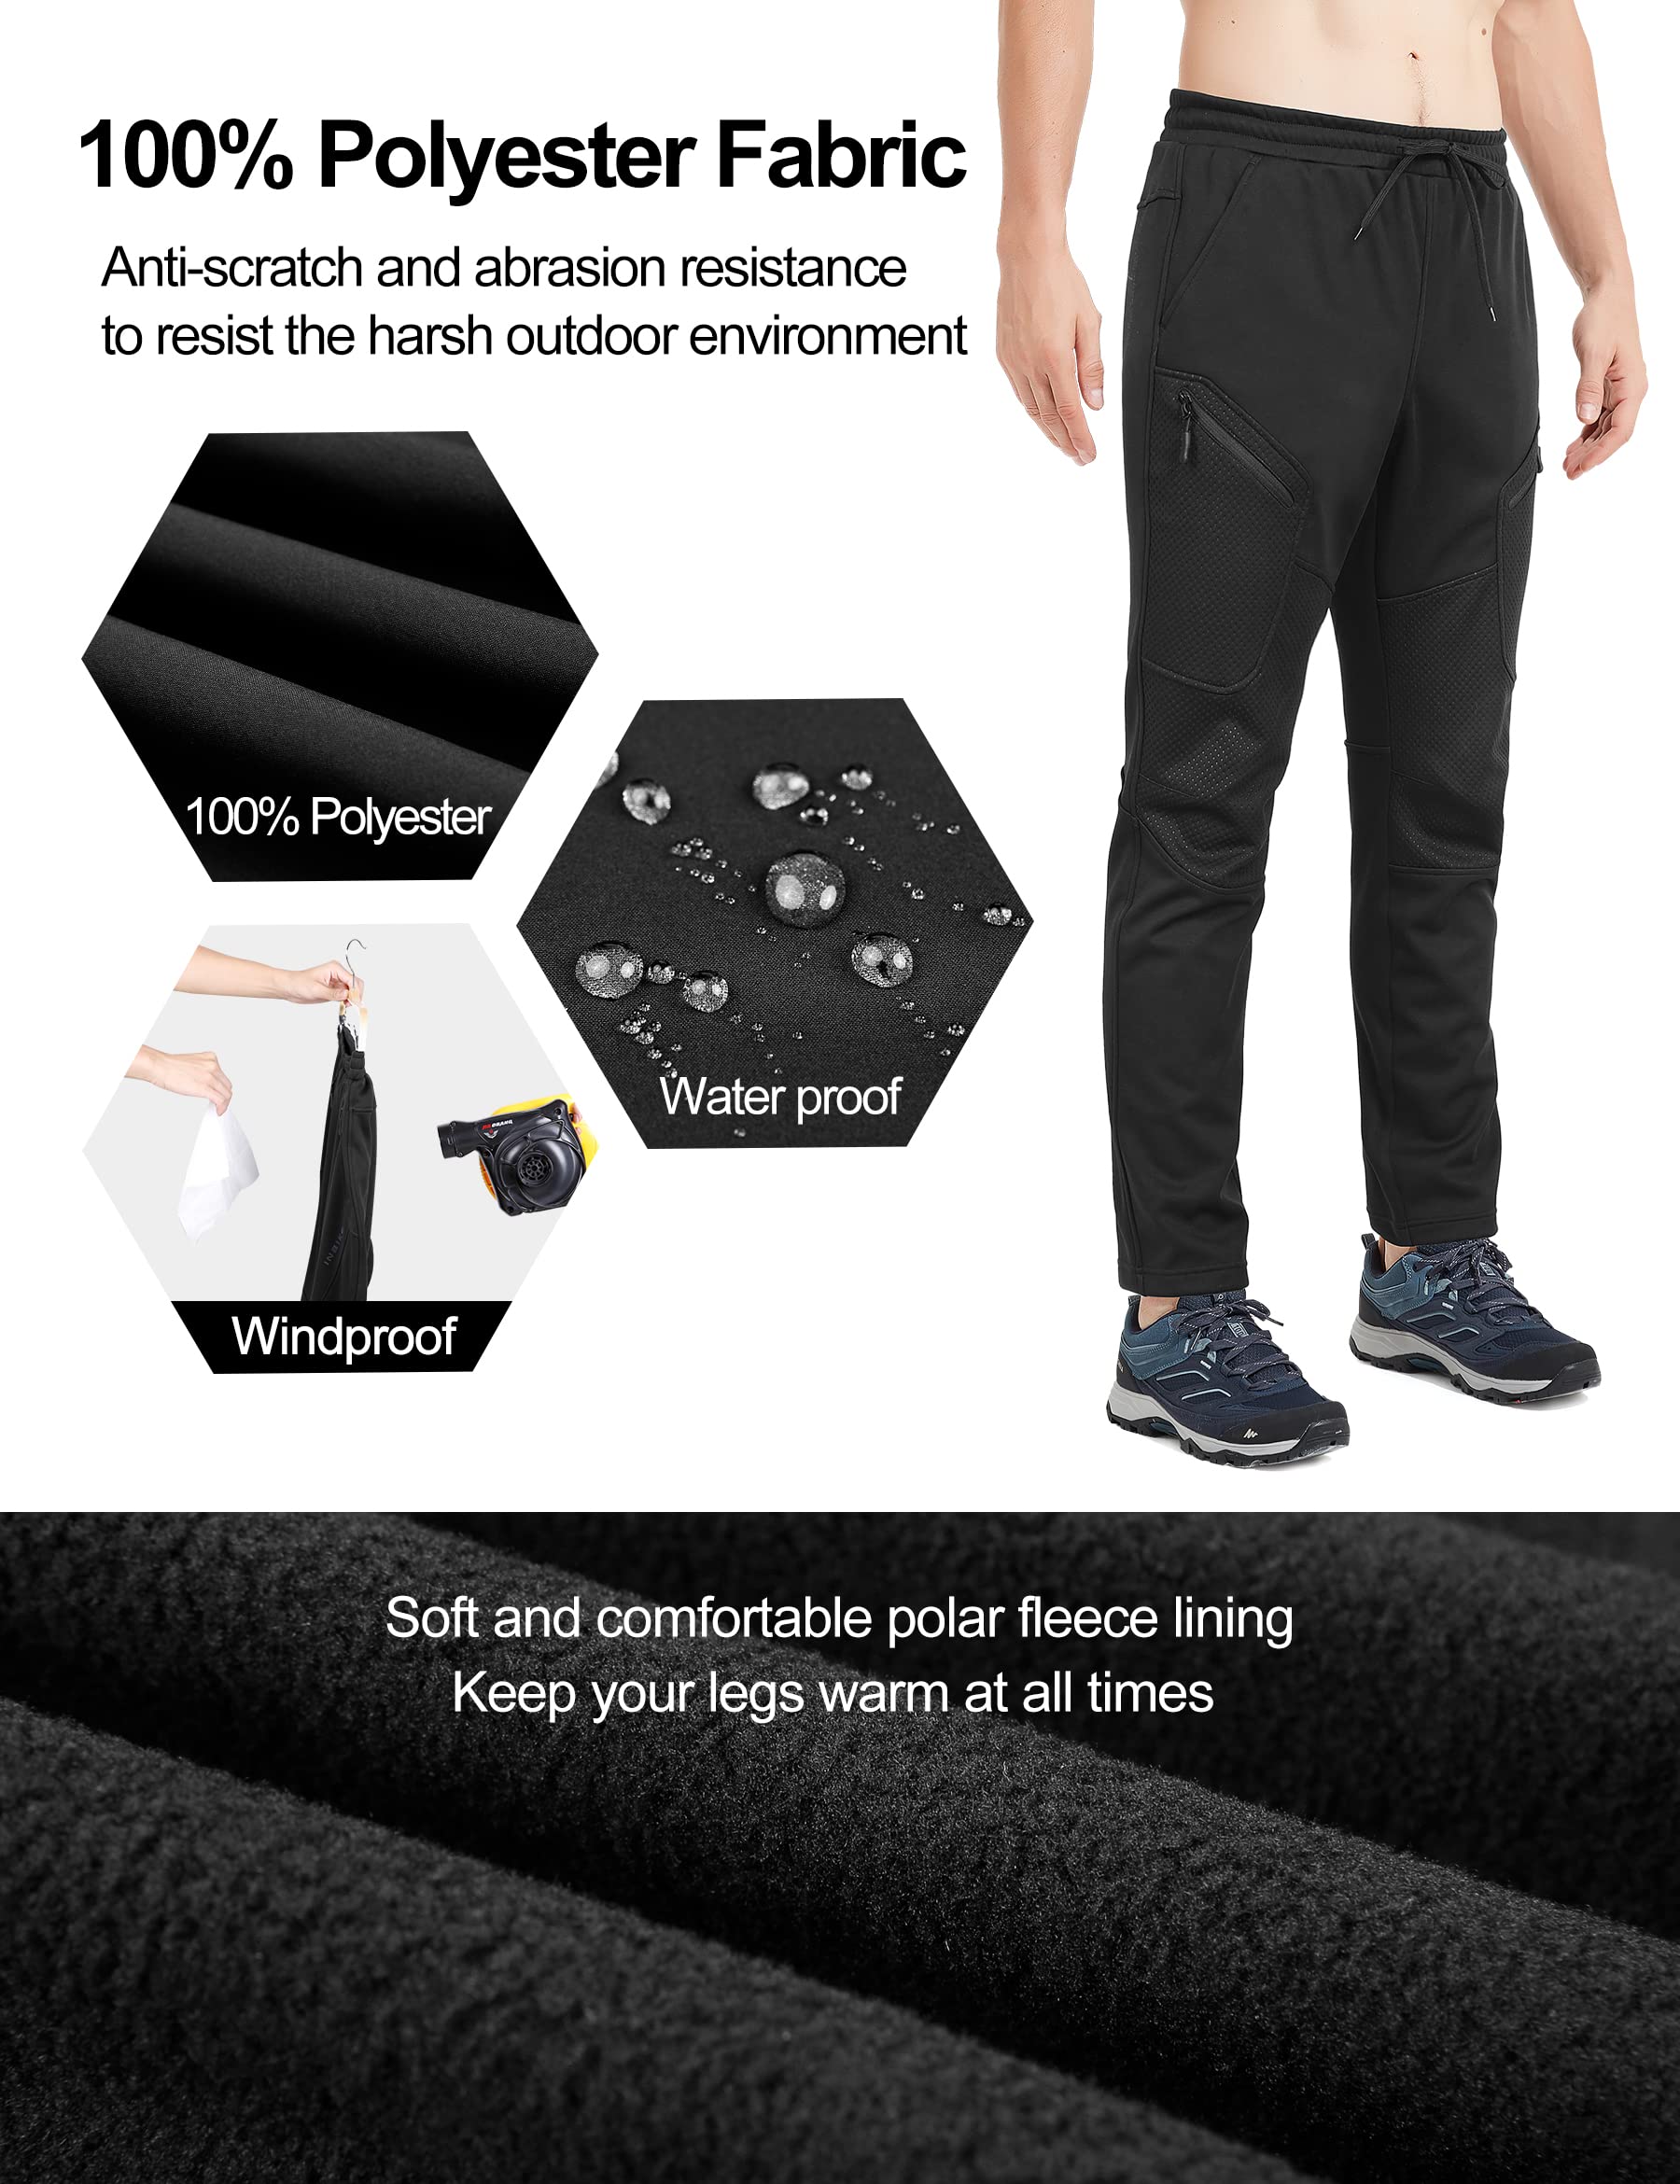 100% Polyester Fabric
Anti-scratch and abrasion resistance
to resist the harsh outdoor environment
100% Polyester
Water proof
Windproof
Soft and comfortable polar fleece lining
Keep your legs warm at all times